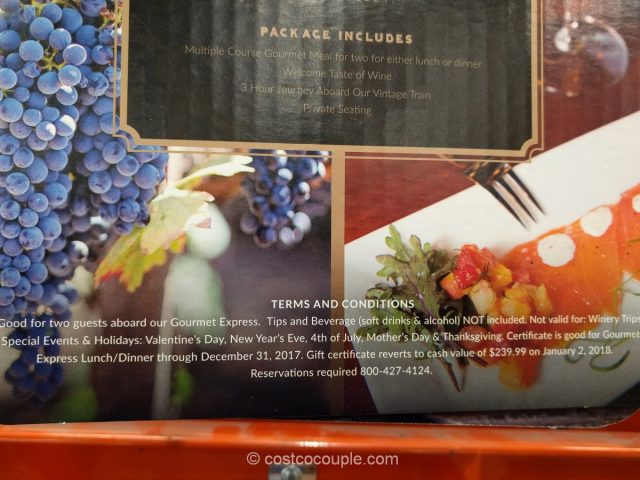 PACKAGE INCLUDES
Multiple Course Gourmet Meal for two for either lunch or dinner
Welcome Taste of Wine
3 Hour Journey Aboard Our Vintage Train
Private Seating
TERMS AND CONDITIONS
Good for two guests aboard our Gourmet Express. Tips and Beverage (soft drinks & alcohol) NOT included. Not valid for: Winery Trips
Special Events & Holidays: Valentine's Day, New Year's Eve, 4th of July, Mother's Day & Thanksgiving. Certificate is good for Gourmet
Express Lunch/Dinner through December 31, 2017. Gift certificate reverts to cash value of $239.99 on January 2, 2018.
Reservations required 800-427-4124.
© costcocouple.com